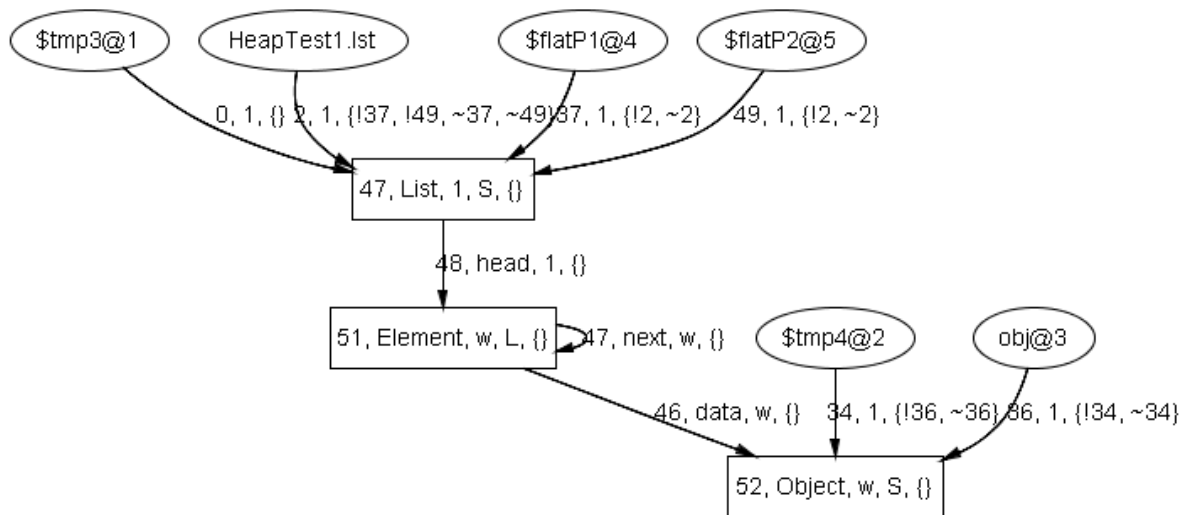 $tmp3@1
HeapTest1.lst
$flatP1@4
$flatP2@5
0, 1, {}
2, 1, {!37, !49, ~37, ~49}
37, 1, {!2, ~2}
49, 1, {!2, ~2}
47, List, 1, S, {}
48, head, 1, {}
51, Element, w, L, {}
47, next, w, {}
$tmp4@2
obj@3
46, data, w, {}
34, 1, {!36, ~36}
36, 1, {!34, ~34}
52, Object, w, S, {}